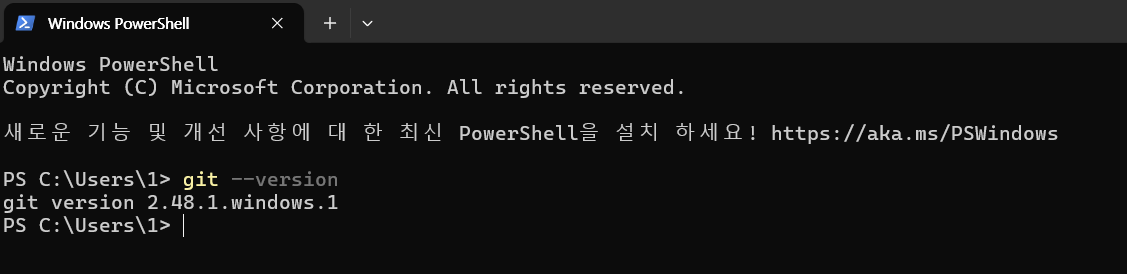 Windows PowerShell
Windows PowerShell
Copyright (C) Microsoft Corporation. All rights reserved.
새로운 기능 및 개선 사항에 대 한 최신 PowerShell을 설치 하세요! https://aka.ms/PSWindows
PS C:\Users\1> git --version
git version 2.48.1.windows.1
PS C:\Users\1>